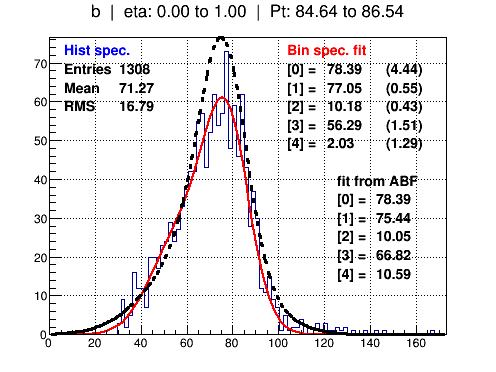 b | eta: 0.00 to 1.00 | Pt: 84.64 to 86.54
Hist spec.
Entries 1308
Mean 71.27
RMS 16.79
Bin spec. fit
[0] = 78.39 (4.44)
[1] = 77.05 (0.55)
[2] = 10.18 (0.43)
[3] = 56.29 (1.51)
[4] = 2.03 (1.29)
fit from ABF
[0] = 78.39
[1] = 75.44
[2] = 10.05
[3] = 66.82
[4] = 10.59
70
60
50
40
30
20
10
0
0 20 40 60 80 100 120 140 160